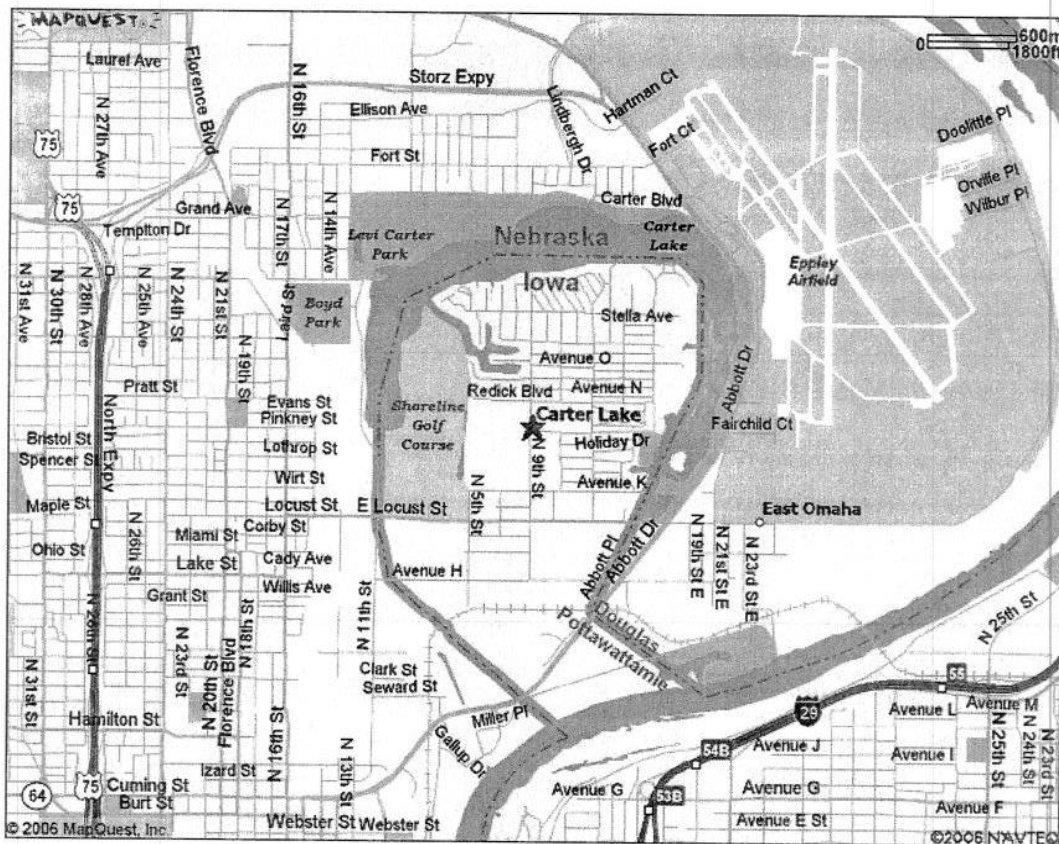 MAPQUEST
600m
0
1800ft
Laurel Ave
Florence Blvd
N 16th St
Storz Expy
Hartman Ct
N 27th Ave
Ellison Ave
Lindbergh Dr
Fort Ct
Doolittle Pl
75
Fort St
Orville Pl
Wilbur Pl
75
Grand Ave
Carter Blvd
Templton Dr
N 17th St
N 14th Ave
Levi Carter
Park
Nebraska
Carter
Lake
Eppley
Airfield
Iowa
N 31st Ave
N 30th St
N 28th Ave
N 25th Ave
N 24th St
N 21st St
Boyd
Park
Stella Ave
Avenue O
N 19th St
Pratt St
Redick Blvd
Avenue N
Abbott Dr
Evans St
Pinkney St
Shoreline
Golf
Course
Carter Lake
Fairchild Ct
North Expy
Bristol St
Lothrop St
N 9th St
Holiday Dr
Spencer St
Wirt St
Avenue K
Maple St
Locust St
E Locust St
N 5th St
East Omaha
Corby St
Miami St
Ohio St
N 26th St
Lake St
Cady Ave
Avenue H
Abbott Pl
Abbott Dr
N 19th St E
N 21st St E
N 23rd St E
Willis Ave
Grant St
N 11th St
Douglas
Pottawattamie
N 25th St
N 18th St
N 23rd St
N 20th St
Florence Blvd
Clark St
Seward St
55
N 31st St
Hamilton St
Miller Pl
29
Avenue L
Avenue M
N 16th St
Gallup Dr
54B
Avenue J
Avenue I
N 25th St
N 24th St
N 23rd St
Izard St
N 13th St
75
Cuming St
64
Burt St
Avenue G
53B
Avenue G
Avenue F
Webster St
Webster St
Avenue E St
© 2006 MapQuest, Inc.
©2006 NAVTEQ